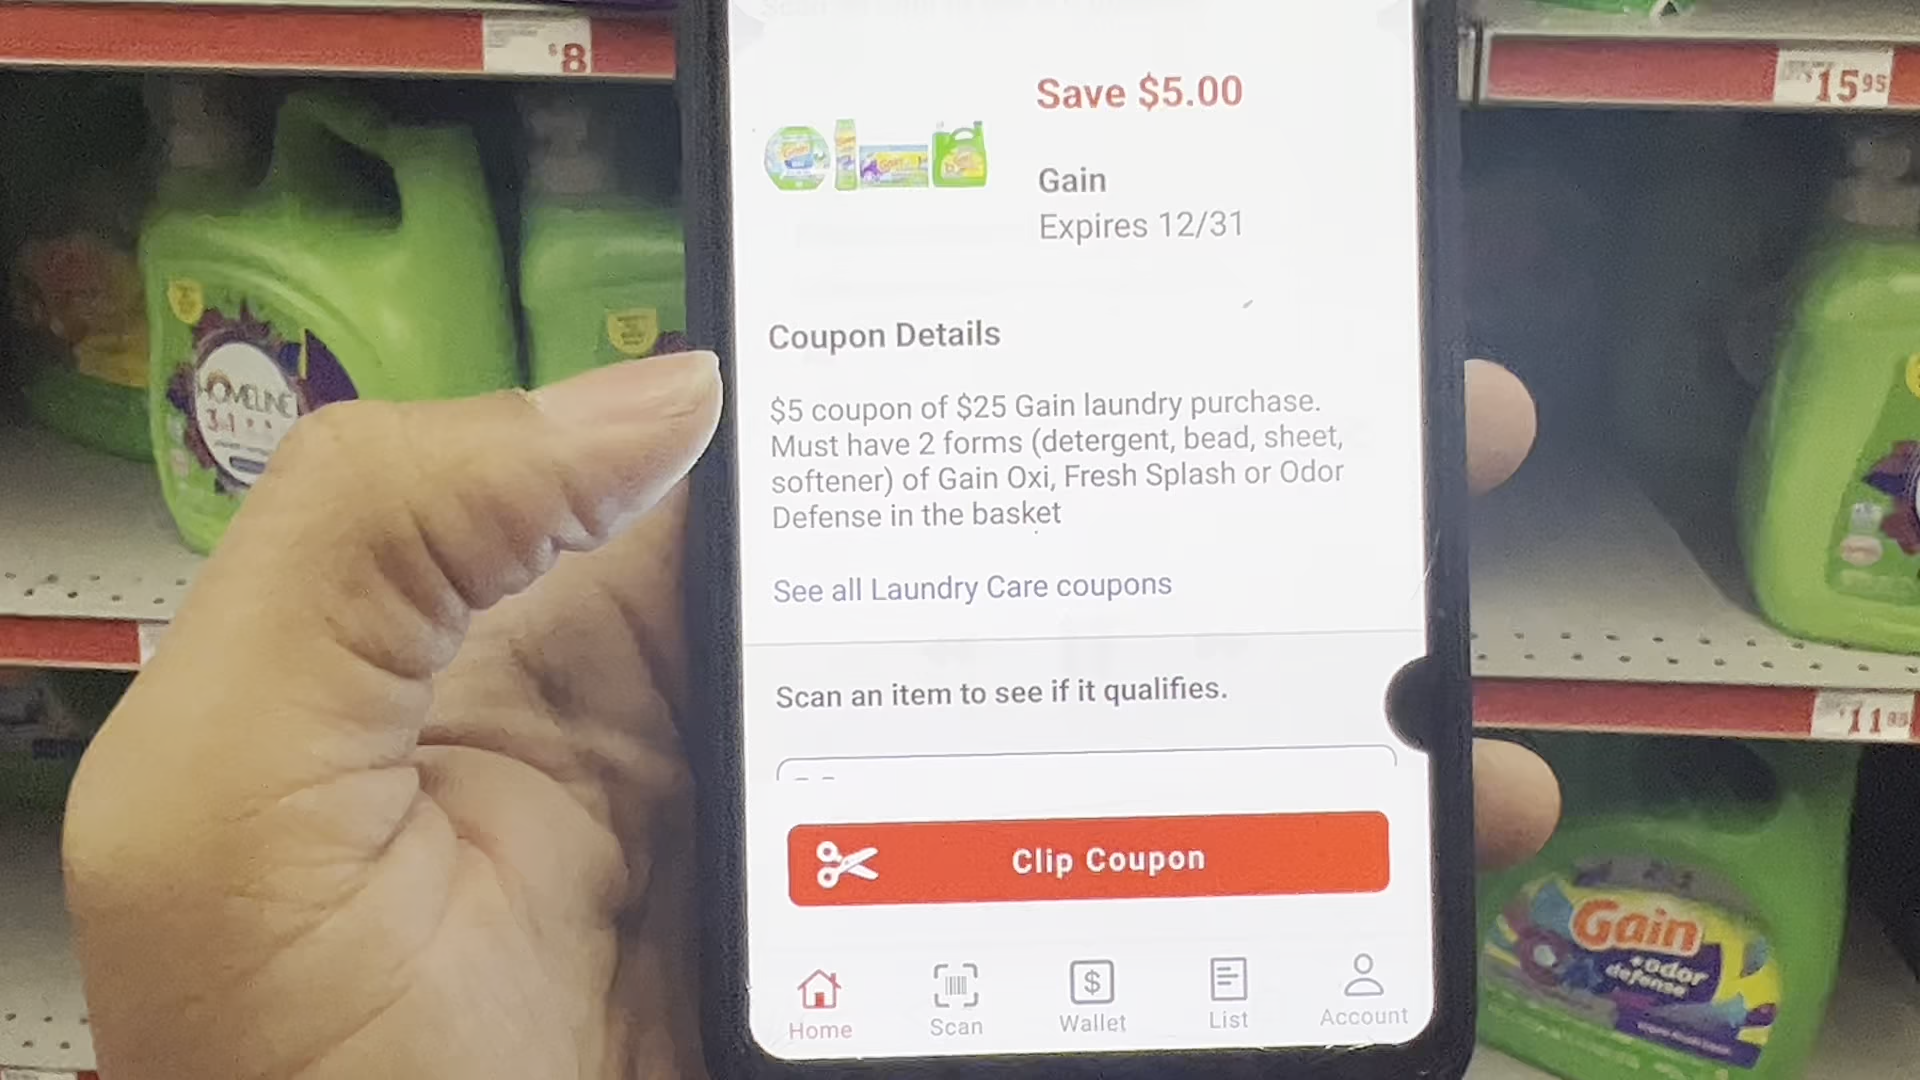 $8
$15.95
Save $5.00
Gain
Expires 12/31
Coupon Details
$5 coupon of $25 Gain laundry purchase.
Must have 2 forms (detergent, bead, sheet,
softener) of Gain Oxi, Fresh Splash or Odor
Defense in the basket
See all Laundry Care coupons
Scan an item to see if it qualifies.
Clip Coupon
Home
Scan
Wallet
List
Account
HOMELINE
3in1
Gain
+odor
defense